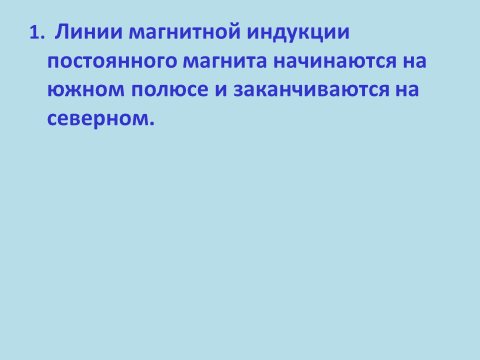 1. Линии магнитной индукции
постоянного магнита начинаются на
южном полюсе и заканчиваются на
северном.